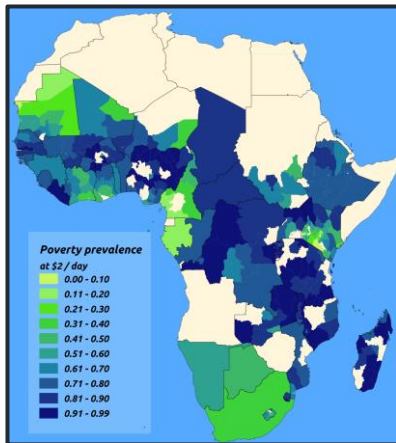 Poverty prevalence
at $2 / day
0.00 - 0.10
0.11 - 0.20
0.21 - 0.30
0.31 - 0.40
0.41 - 0.50
0.51 - 0.60
0.61 - 0.70
0.71 - 0.80
0.81 - 0.90
0.91 - 0.99